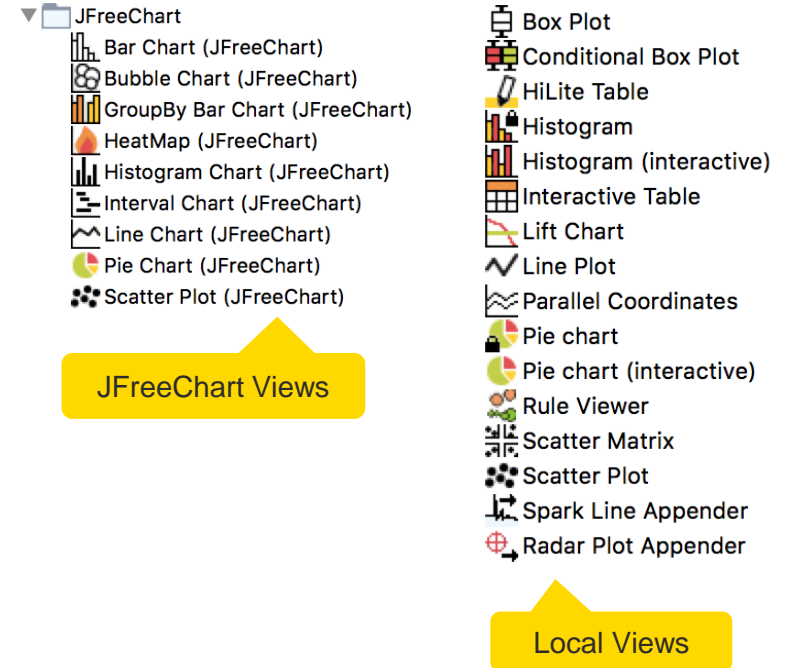 JFreeChart
Bar Chart (JFreeChart)
Bubble Chart (JFreeChart)
GroupBy Bar Chart (JFreeChart)
HeatMap (JFreeChart)
Histogram Chart (JFreeChart)
Interval Chart (JFreeChart)
Line Chart (JFreeChart)
Pie Chart (JFreeChart)
Scatter Plot (JFreeChart)
JFreeChart Views
Box Plot
Conditional Box Plot
HiLite Table
Histogram
Histogram (interactive)
Interactive Table
Lift Chart
Line Plot
Parallel Coordinates
Pie chart
Pie chart (interactive)
Rule Viewer
Scatter Matrix
Scatter Plot
Spark Line Appender
Radar Plot Appender
Local Views